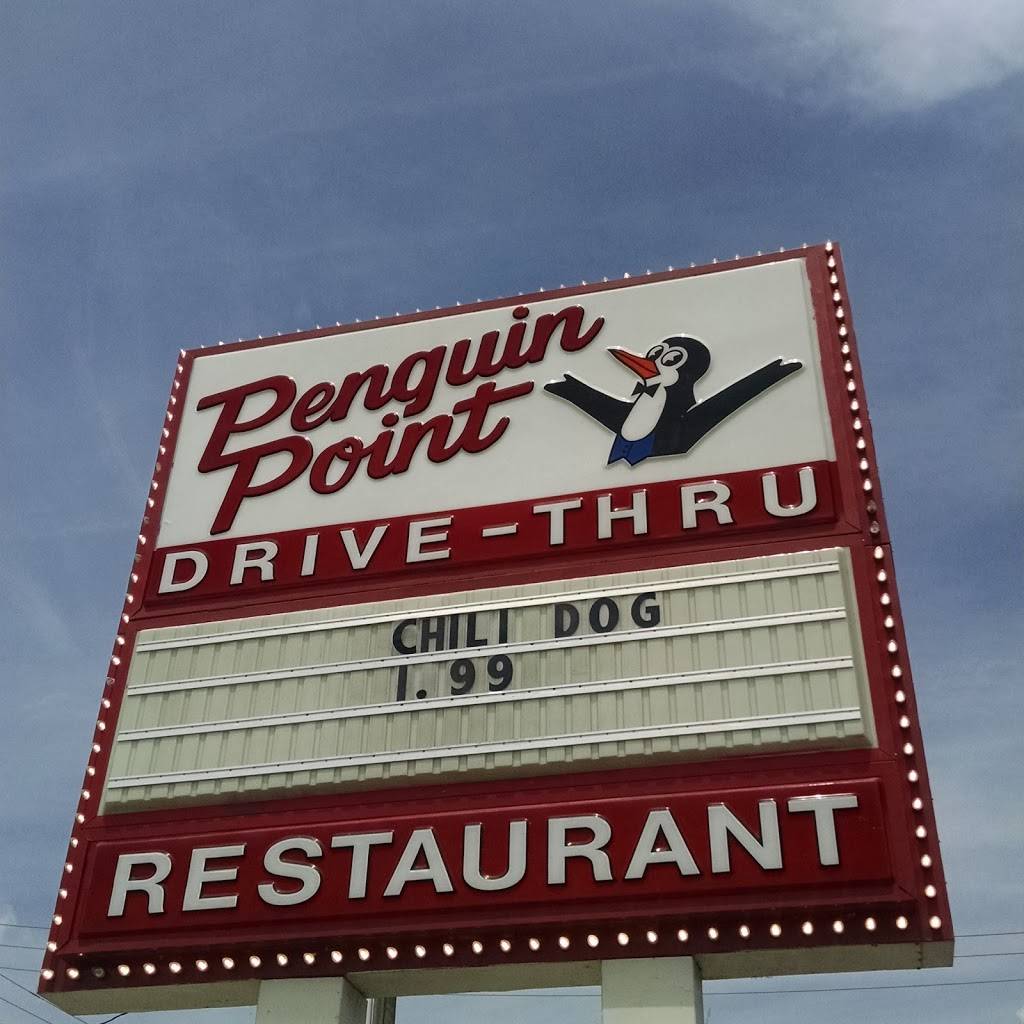 Penguin
Point
DRIVE-THRU
CHILI DOG
1.99
RESTAURANT